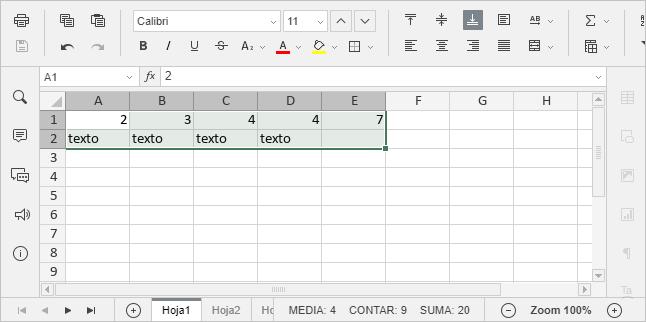 Calibri 11
B I U S A₂ A
A1 fx 2
A B C D E F G H
1 2 3 4 4 7
2 texto texto texto texto
3
4
5
6
7
8
9
Hoja1 Hoja2 Ho MEDIA: 4 CONTAR: 9 SUMA: 20 Zoom 100%